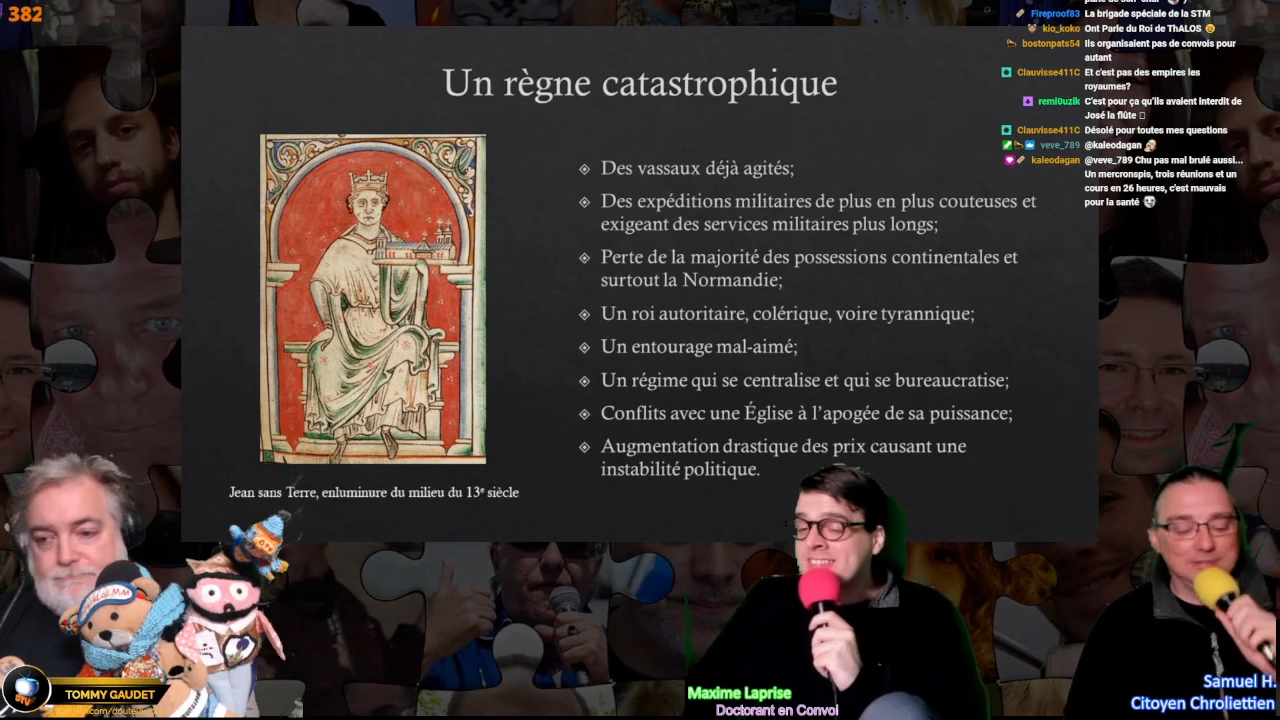 382
Un règne catastrophique
Des vassaux déjà agités;
Des expéditions militaires de plus en plus couteuses et
exigeant des services militaires plus longs;
Perte de la majorité des possessions continentales et
surtout la Normandie;
Un roi autoritaire, colérique, voire tyrannique;
Un entourage mal-aimé;
Un régime qui se centralise et qui se bureaucratise;
Conflits avec une Église à l'apogée de sa puissance;
Augmentation drastique des prix causant une
instabilité politique.
Jean sans Terre, enluminure du milieu du 13e siècle
Fireproof83 La brigade spéciale de la STM
kio_koko Ont Parle du Roi de ThALOS
bostonpats54 Ils organisaient pas de convois pour
autant
Clauvisse411C Et c'est pas des empires les
royaumes?
remi0uzik C'est pour ça qu'ils avaient interdit de
José la flûte
Clauvisse411C Désolé pour toutes mes questions
veve_789 @kaleodagan
kaleodagan @veve_789 Chu pas mal brulé aussi...
Un mercronspis, trois réunions et un
cours en 26 heures, c'est mauvais
pour la santé
DTV
TOMMY GAUDET
Maxime Laprise
Doctorant en Convoi
Samuel H.
Citoyen Chroliettien